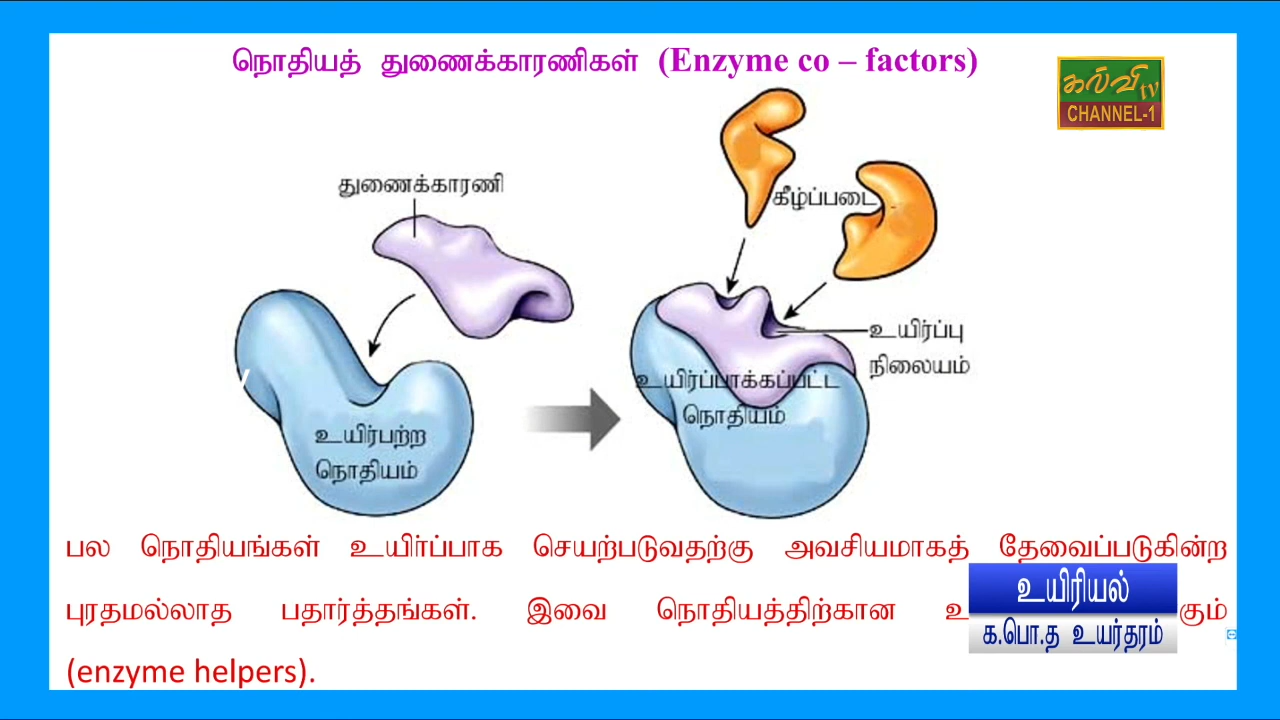 நொதியத் துணைக்காரணிகள் (Enzyme co – factors)
கல்வி TV
CHANNEL-1
துணைக்காரணி
கீழ்ப்படை
உயிர்ப்பு
நிலையம்
உயிர்ப்பாக்கப்பட்ட
நொதியம்
உயிர்பற்ற
நொதியம்
பல நொதியங்கள் உயிர்ப்பாக செயற்படுவதற்கு அவசியமாகத் தேவைப்படுகின்ற
புரதமல்லாத பதார்த்தங்கள். இவை நொதியத்திற்கான
(enzyme helpers).
உயிரியல்
க.பொ.த உயர்தரம்